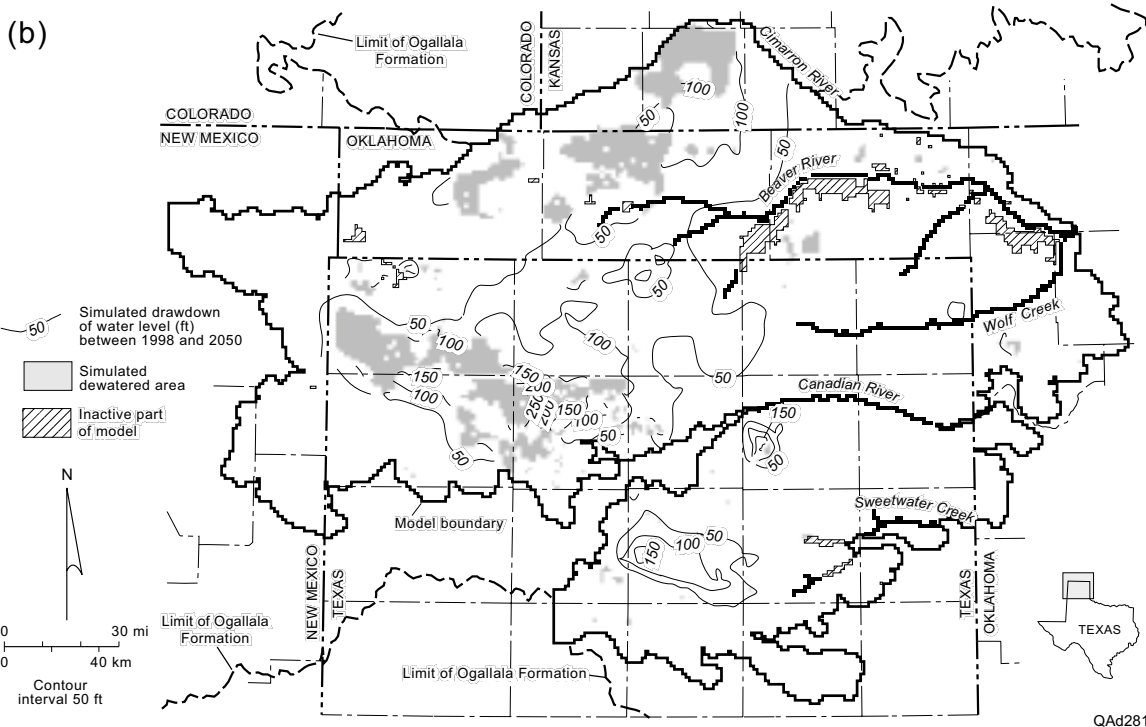 (b)
Limit of Ogallala
Formation
COLORADO
KANSAS
Cimarron River
COLORADO
NEW MEXICO
OKLAHOMA
100
50
100
50
Beaver River
50
50
50
Simulated drawdown
of water level (ft)
between 1998 and 2050
50
Simulated
dewatered area
Inactive part
of model
Wolf Creek
50
100
100
150
100
150
200
250
200
150
100
50
50
50
Canadian River
150
50
N
Model boundary
Sweetwater Creek
150
100
50
NEW MEXICO
TEXAS
TEXAS
OKLAHOMA
Limit of Ogallala
Formation
0
30 mi
0
40 km
Contour
interval 50 ft
Limit of Ogallala Formation
TEXAS
QAd281